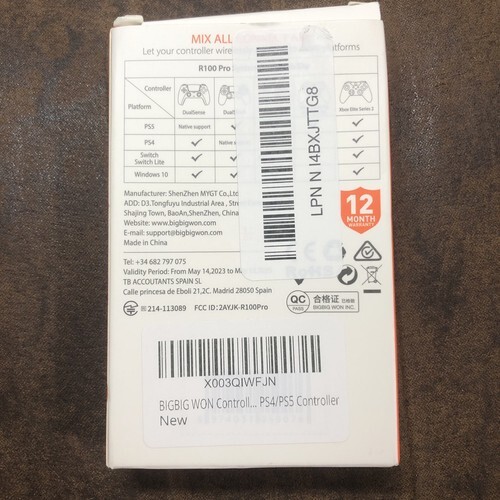 MIX ALL
Let your controller wire atforms
R100 Pro
Controller
Platform
DualSense
Xbox Elite Series 2
PS5 Native support ✓
PS4 ✓ Native ✓
Switch
Switch Lite ✓ ✓ ✓
Windows 10 ✓ ✓ ✓
Manufacturer: ShenZhen MYGT Co.,Ltd
ADD: D3,Tongfuyu Industrial Area , Stre
Shajing Town, BaoAn,ShenZhen, China
Website: www.bigbigwon.com
E-mail: support@bigbigwon.com
Made in China
12
MONTH
WARRANTY
LPN N I4BXJTTG8
Tel: +34 682 797 075
Validity Period: From May 14,2023 to M
TB ACCOUTANTS SPAIN SL
Calle princesa de Eboli 21,2C. Madrid 28050 Spain
RoHS
214-113089 FCC ID:2AYJK-R100Pro
QC
PASS
合格证
BIGBIG WON INC.
X003QIWFJN
BIGBIG WON Controll... PS4/PS5 Controller
New